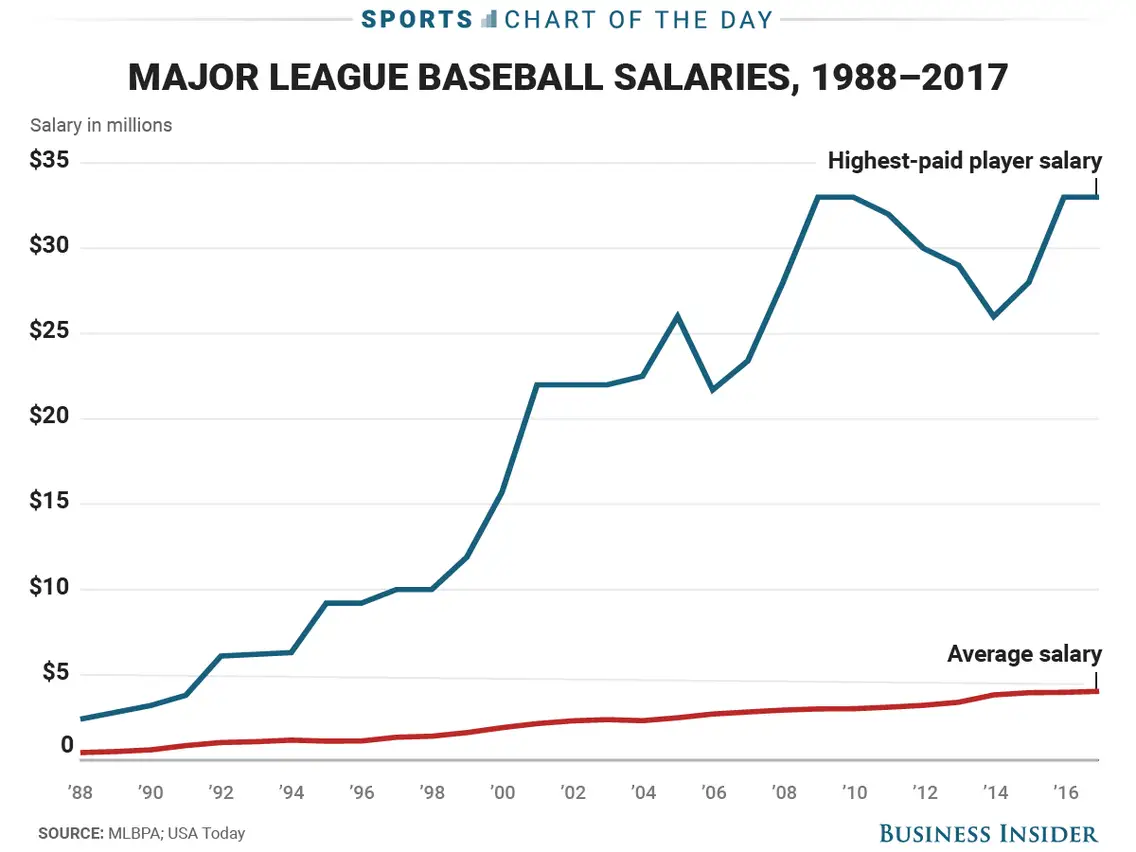 SPORTS CHART OF THE DAY
MAJOR LEAGUE BASEBALL SALARIES, 1988–2017
Salary in millions
$35
Highest-paid player salary
$30
$25
$20
$15
$10
Average salary
$5
0
’88 ’90 ’92 ’94 ’96 ’98 ’00 ’02 ’04 ’06 ’08 ’10 ’12 ’14 ’16
SOURCE: MLBPA; USA Today
BUSINESS INSIDER